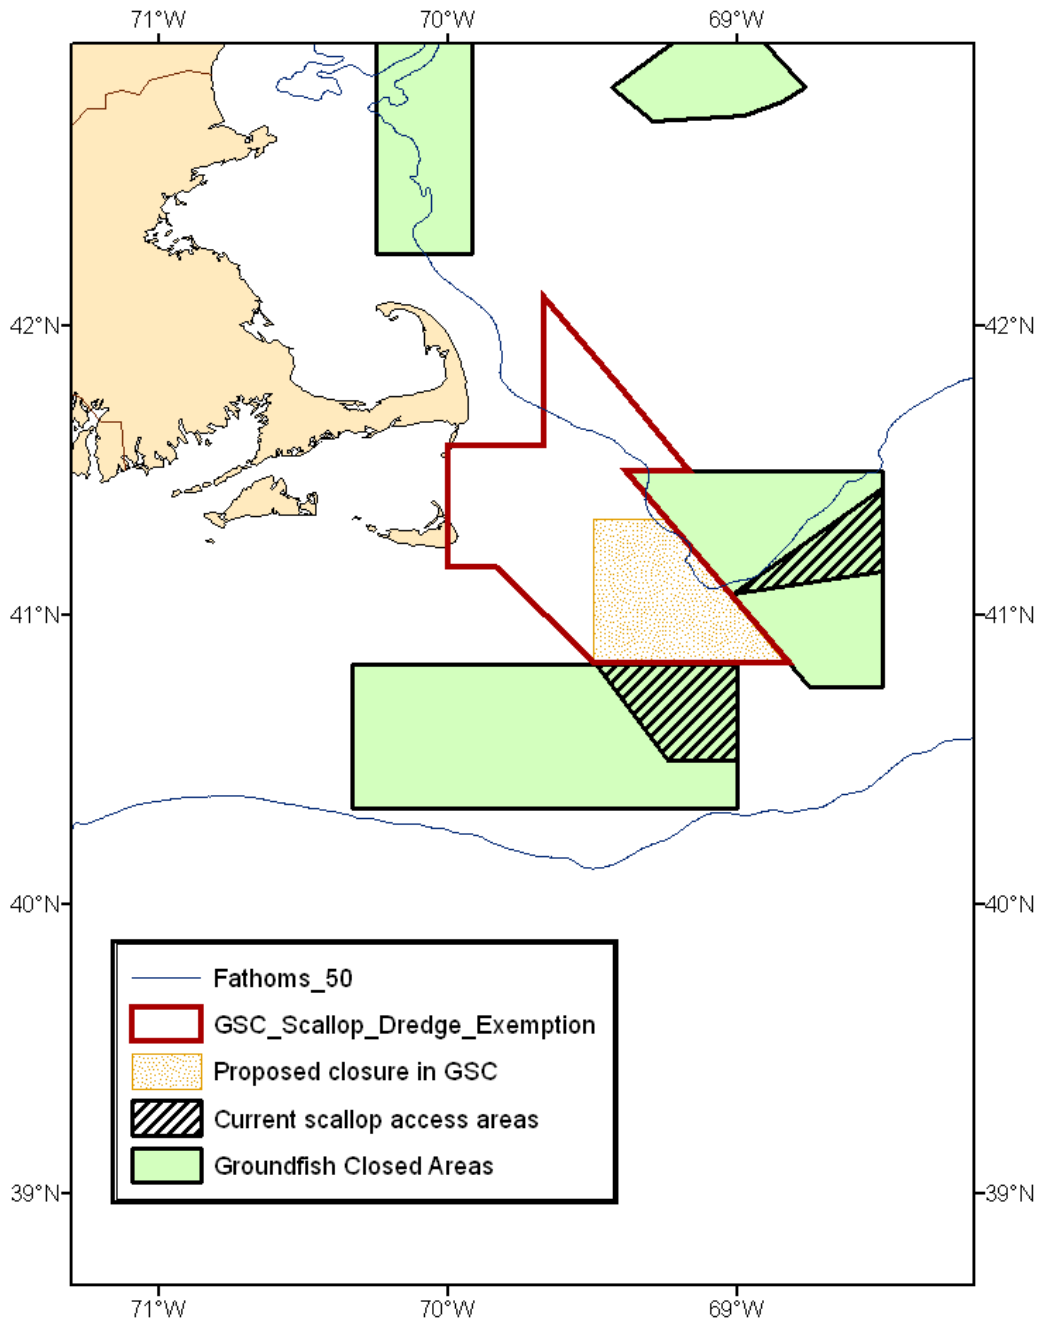 71°W 70°W 69°W
42°N 42°N
41°N 41°N
40°N 40°N
Fathoms_50
GSC_Scallop_Dredge_Exemption
Proposed closure in GSC
Current scallop access areas
Groundfish Closed Areas
39°N 39°N
71°W 70°W 69°W